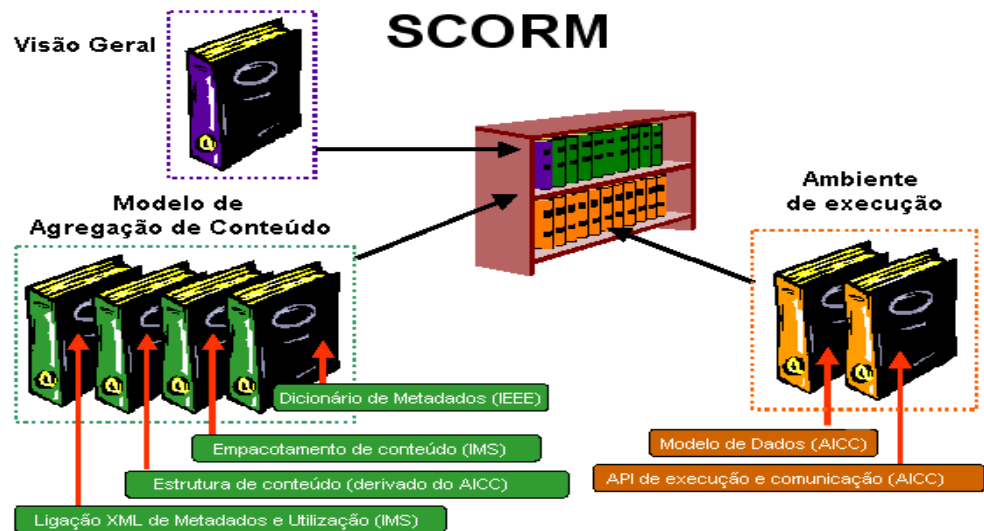 SCORM
Visão Geral
Modelo de
Agregação de Conteúdo
Ambiente
de execução
Dicionário de Metadados (IEEE)
Empacotamento de conteúdo (IMS)
Estrutura de conteúdo (derivado do AICC)
Ligação XML de Metadados e Utilização (IMS)
Modelo de Dados (AICC)
API de execução e comunicação (AICC)